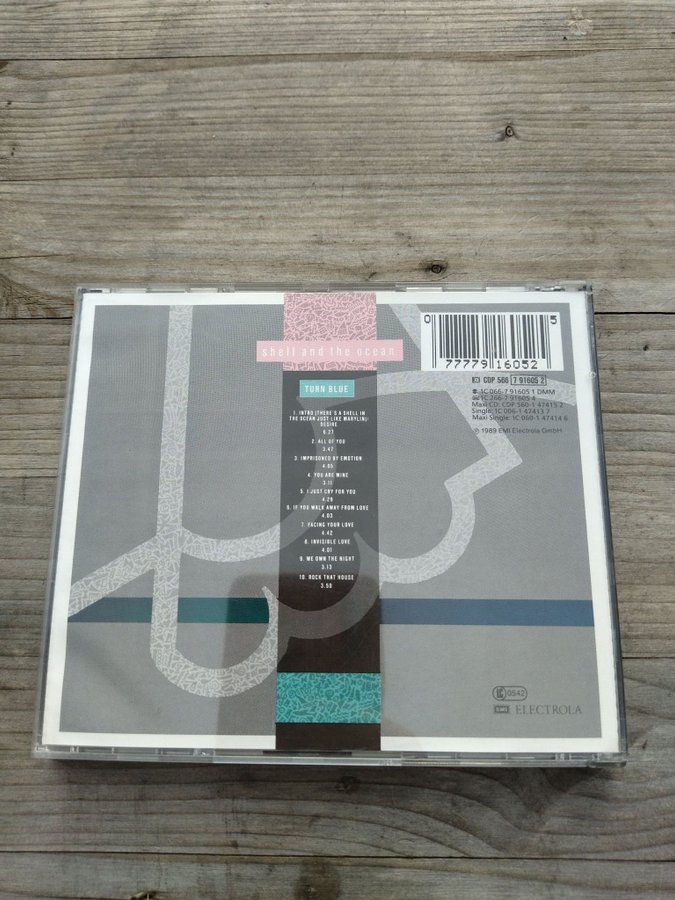 shell and the ocean
TURN BLUE
1. INTRO (THERE'S A SHELL IN
THE OCEAN JUST LIKE MARYLIN)-
DESIRE
6.27
2. ALL OF YOU
3.47
3. IMPRISONED BY EMOTION
4.05
4. YOU ARE MINE
3.11
5. I JUST CRY FOR YOU
4.29
6. IF YOU WALK AWAY FROM LOVE
4.03
7. FACING YOUR LOVE
4.42
8. INVISIBLE LOVE
4.01
9. WE OWN THE NIGHT
3.13
10. ROCK THAT HOUSE
3.50
0 77779 16052 5
CDP 566 7 91605 2
1C 066-7 91605 1 DMM
1C 266-7 91605 4
Maxi CD: CDP 560-1 47415 2
Single: 1C 006-1 47413 7
Maxi Single: 1C 060-1 47414 6
℗ 1989 EMI Electrola GmbH
LC 0542
EMI ELECTROLA